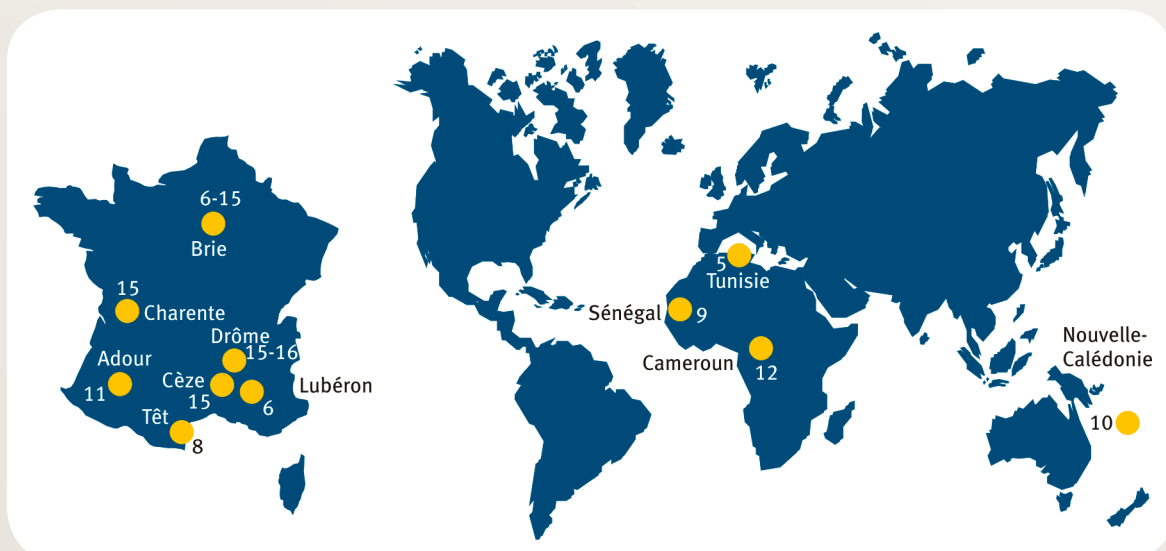 6-15
Brie
15
Charente
Drôme
15-16
Adour
11
Cèze
15
6
Lubéron
Têt
8
5
Tunisie
Sénégal
9
Cameroun
12
Nouvelle-
Calédonie
10